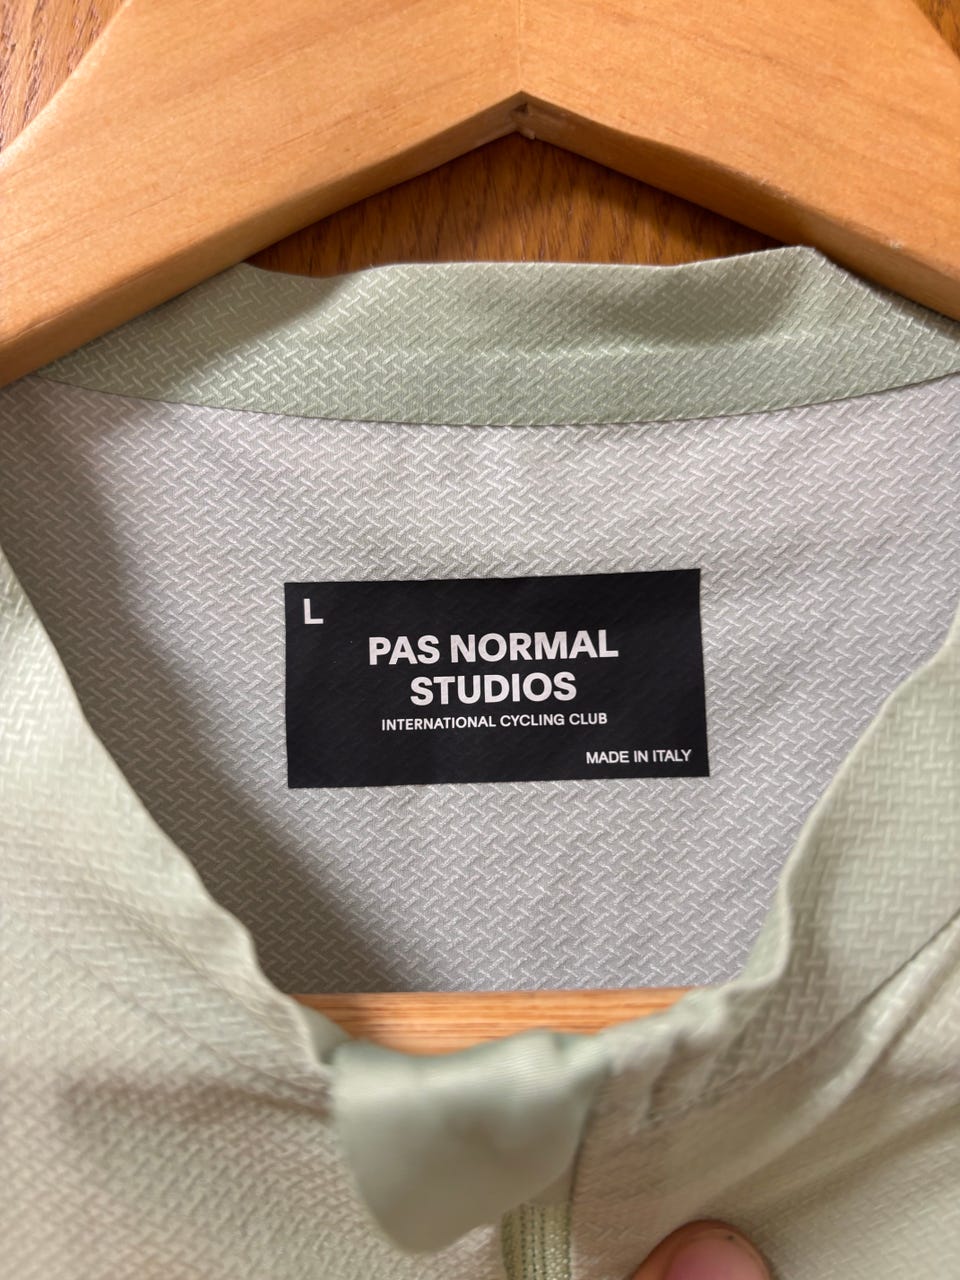 L
PAS NORMAL
STUDIOS
INTERNATIONAL CYCLING CLUB
MADE IN ITALY